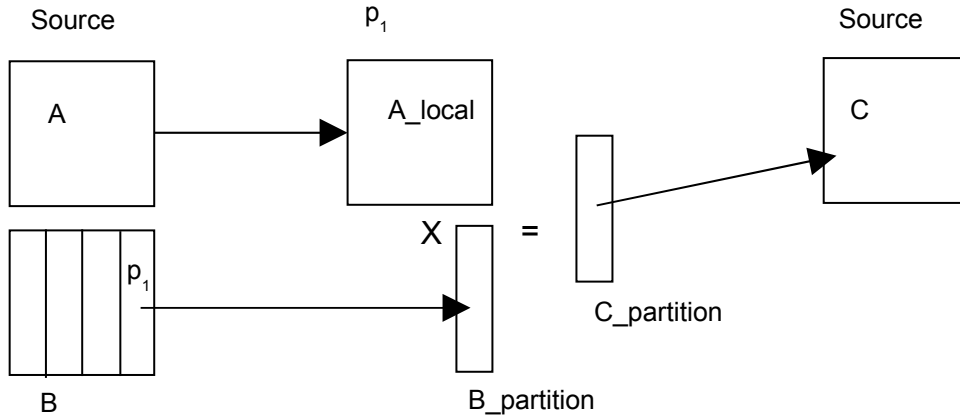 Source
p₁
Source
A
A_local
C
X
=
p₁
C_partition
B
B_partition